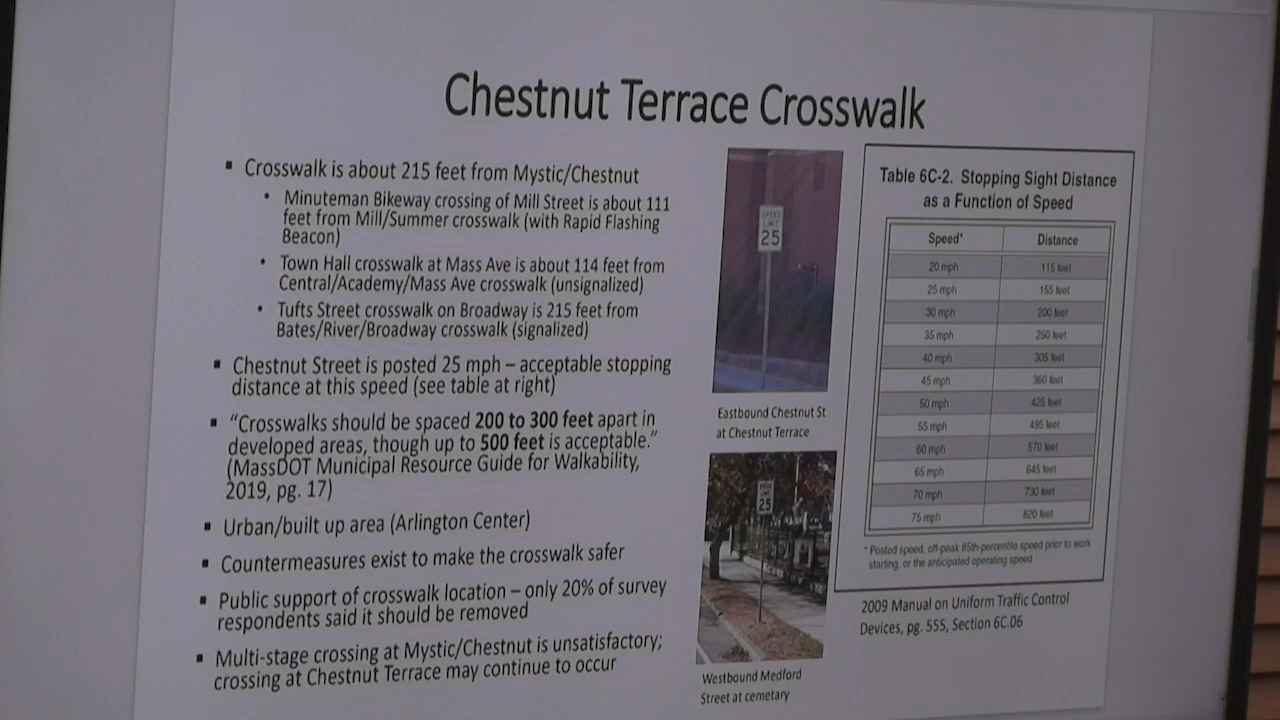 Chestnut Terrace Crosswalk
▪ Crosswalk is about 215 feet from Mystic/Chestnut
• Minuteman Bikeway crossing of Mill Street is about 111
feet from Mill/Summer crosswalk (with Rapid Flashing
Beacon)
• Town Hall crosswalk at Mass Ave is about 114 feet from
Central/Academy/Mass Ave crosswalk (unsignalized)
• Tufts Street crosswalk on Broadway is 215 feet from
Bates/River/Broadway crosswalk (signalized)
▪ Chestnut Street is posted 25 mph – acceptable stopping
distance at this speed (see table at right)
▪ “Crosswalks should be spaced 200 to 300 feet apart in
developed areas, though up to 500 feet is acceptable.”
(MassDOT Municipal Resource Guide for Walkability,
2019, pg. 17)
▪ Urban/built up area (Arlington Center)
▪ Countermeasures exist to make the crosswalk safer
▪ Public support of crosswalk location – only 20% of survey
respondents said it should be removed
▪ Multi-stage crossing at Mystic/Chestnut is unsatisfactory;
crossing at Chestnut Terrace may continue to occur
SPEED
LIMIT
25
Eastbound Chestnut St
at Chestnut Terrace
SPEED
LIMIT
25
Westbound Medford
Street at cemetary
Table 6C-2. Stopping Sight Distance
as a Function of Speed
Speed* Distance
20 mph 115 feet
25 mph 155 feet
30 mph 200 feet
35 mph 250 feet
40 mph 305 feet
45 mph 360 feet
50 mph 425 feet
55 mph 495 feet
60 mph 570 feet
65 mph 645 feet
70 mph 730 feet
75 mph 820 feet
* Posted speed, off-peak 85th-percentile speed prior to work
starting, or the anticipated operating speed
2009 Manual on Uniform Traffic Control
Devices, pg. 555, Section 6C.06